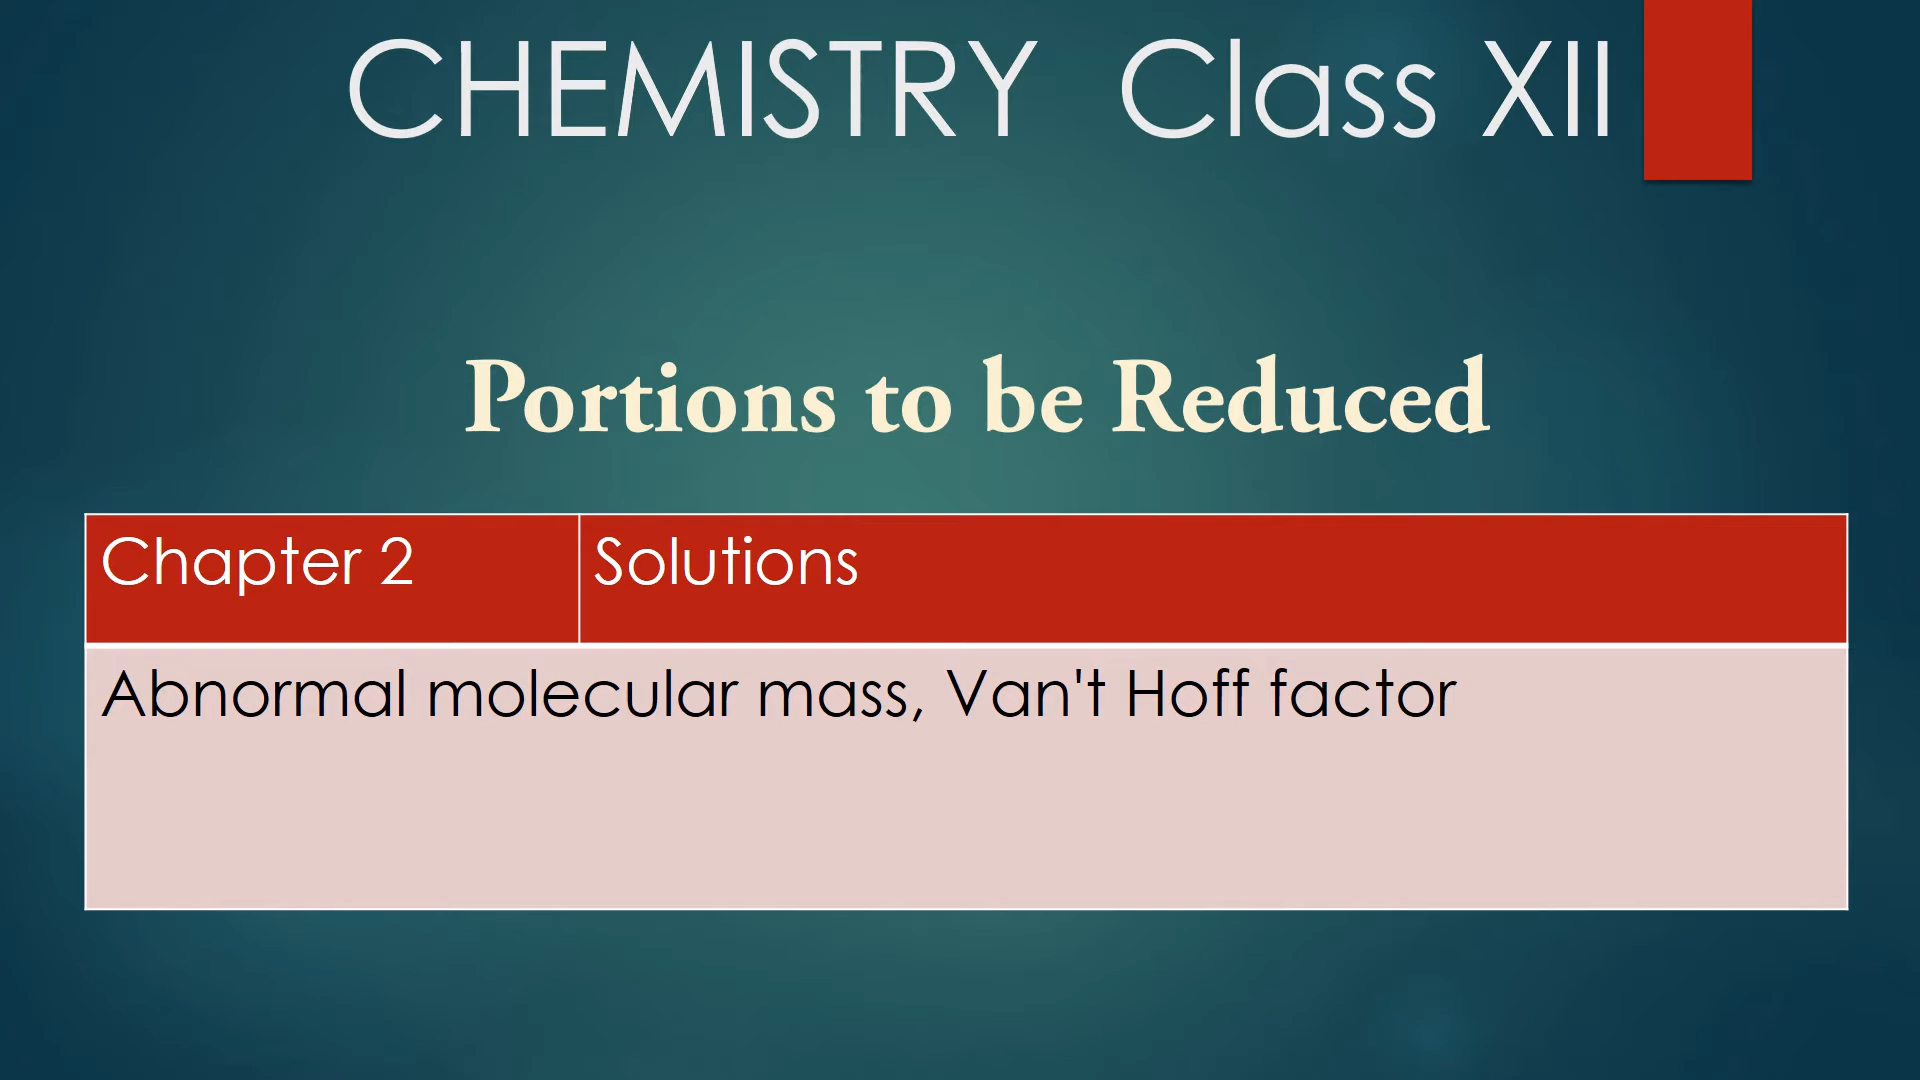 CHEMISTRY Class XII
Portions to be Reduced
Chapter 2 Solutions
Abnormal molecular mass, Van't Hoff factor